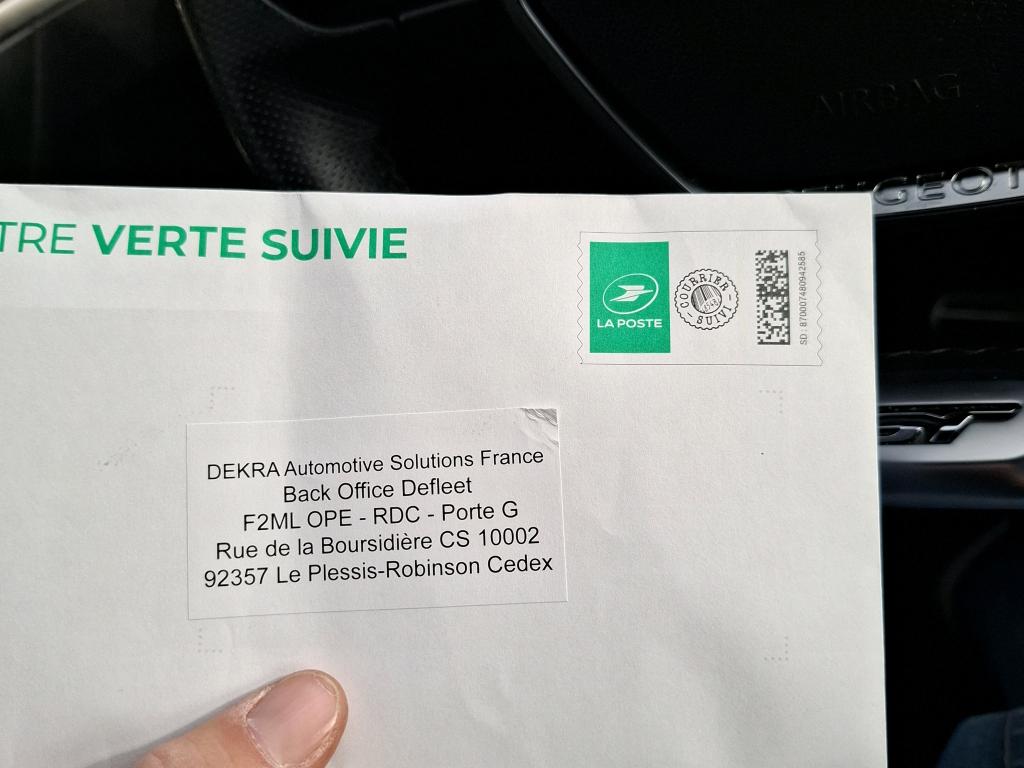 AIRBAG
TRE VERTE SUIVIE
LA POSTE
COURRIER
SUIVI
SD : 870007480942585
DEKRA Automotive Solutions France
Back Office Defleet
F2ML OPE - RDC - Porte G
Rue de la Boursidière CS 10002
92357 Le Plessis-Robinson Cedex